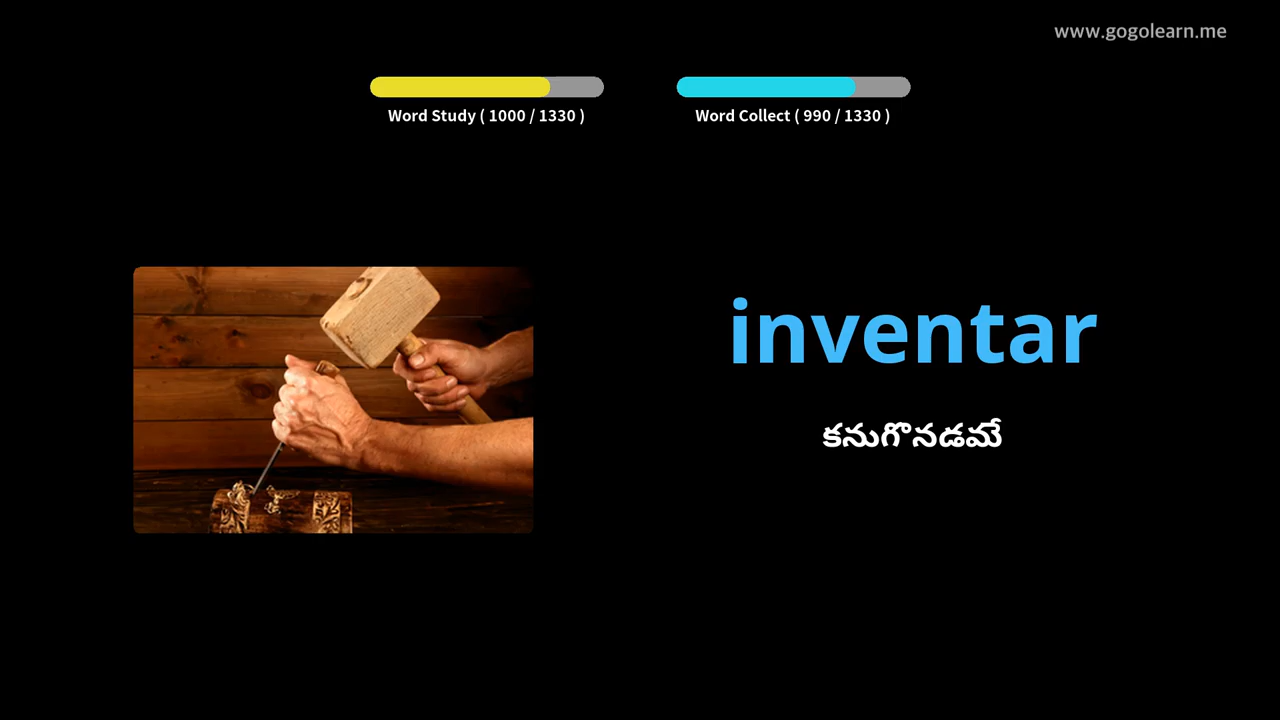 www.gogolearn.me
Word Study ( 1000 / 1330 )
Word Collect ( 990 / 1330 )
inventar
కనుగొనడమే